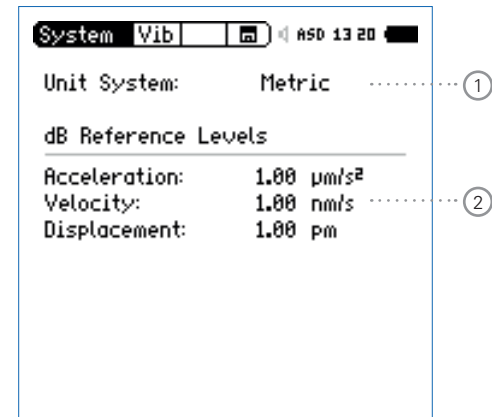 System Vib ASD 13 20
Unit System: Metric 1
dB Reference Levels
Acceleration: 1.00 µm/s²
Velocity: 1.00 nm/s 2
Displacement: 1.00 pm